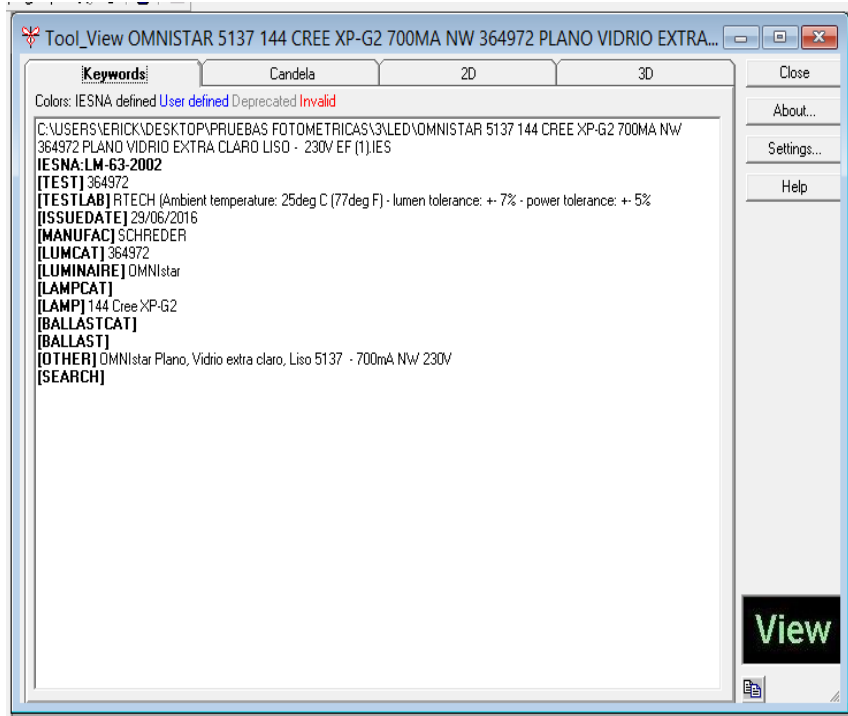 Tool_View OMNISTAR 5137 144 CREE XP-G2 700MA NW 364972 PLANO VIDRIO EXTRA...
Keywords Candela 2D 3D
Close
About...
Settings...
Help
Colors: IESNA defined User defined Deprecated Invalid
C:\USERS\ERICK\DESKTOP\PRUEBAS FOTOMETRICAS\3\LED\OMNISTAR 5137 144 CREE XP-G2 700MA NW
364972 PLANO VIDRIO EXTRA CLARO LISO - 230V EF (1).IES
IESNA:LM-63-2002
[TEST] 364972
[TESTLAB] RTECH (Ambient temperature: 25deg C (77deg F) - lumen tolerance: +- 7% - power tolerance: +- 5%
[ISSUEDATE] 29/06/2016
[MANUFAC] SCHREDER
[LUMCAT] 364972
[LUMINAIRE] OMNIstar
[LAMPCAT]
[LAMP] 144 Cree XP-G2
[BALLASTCAT]
[BALLAST]
[OTHER] OMNIstar Plano, Vidrio extra claro, Liso 5137 - 700mA NW 230V
[SEARCH]
View